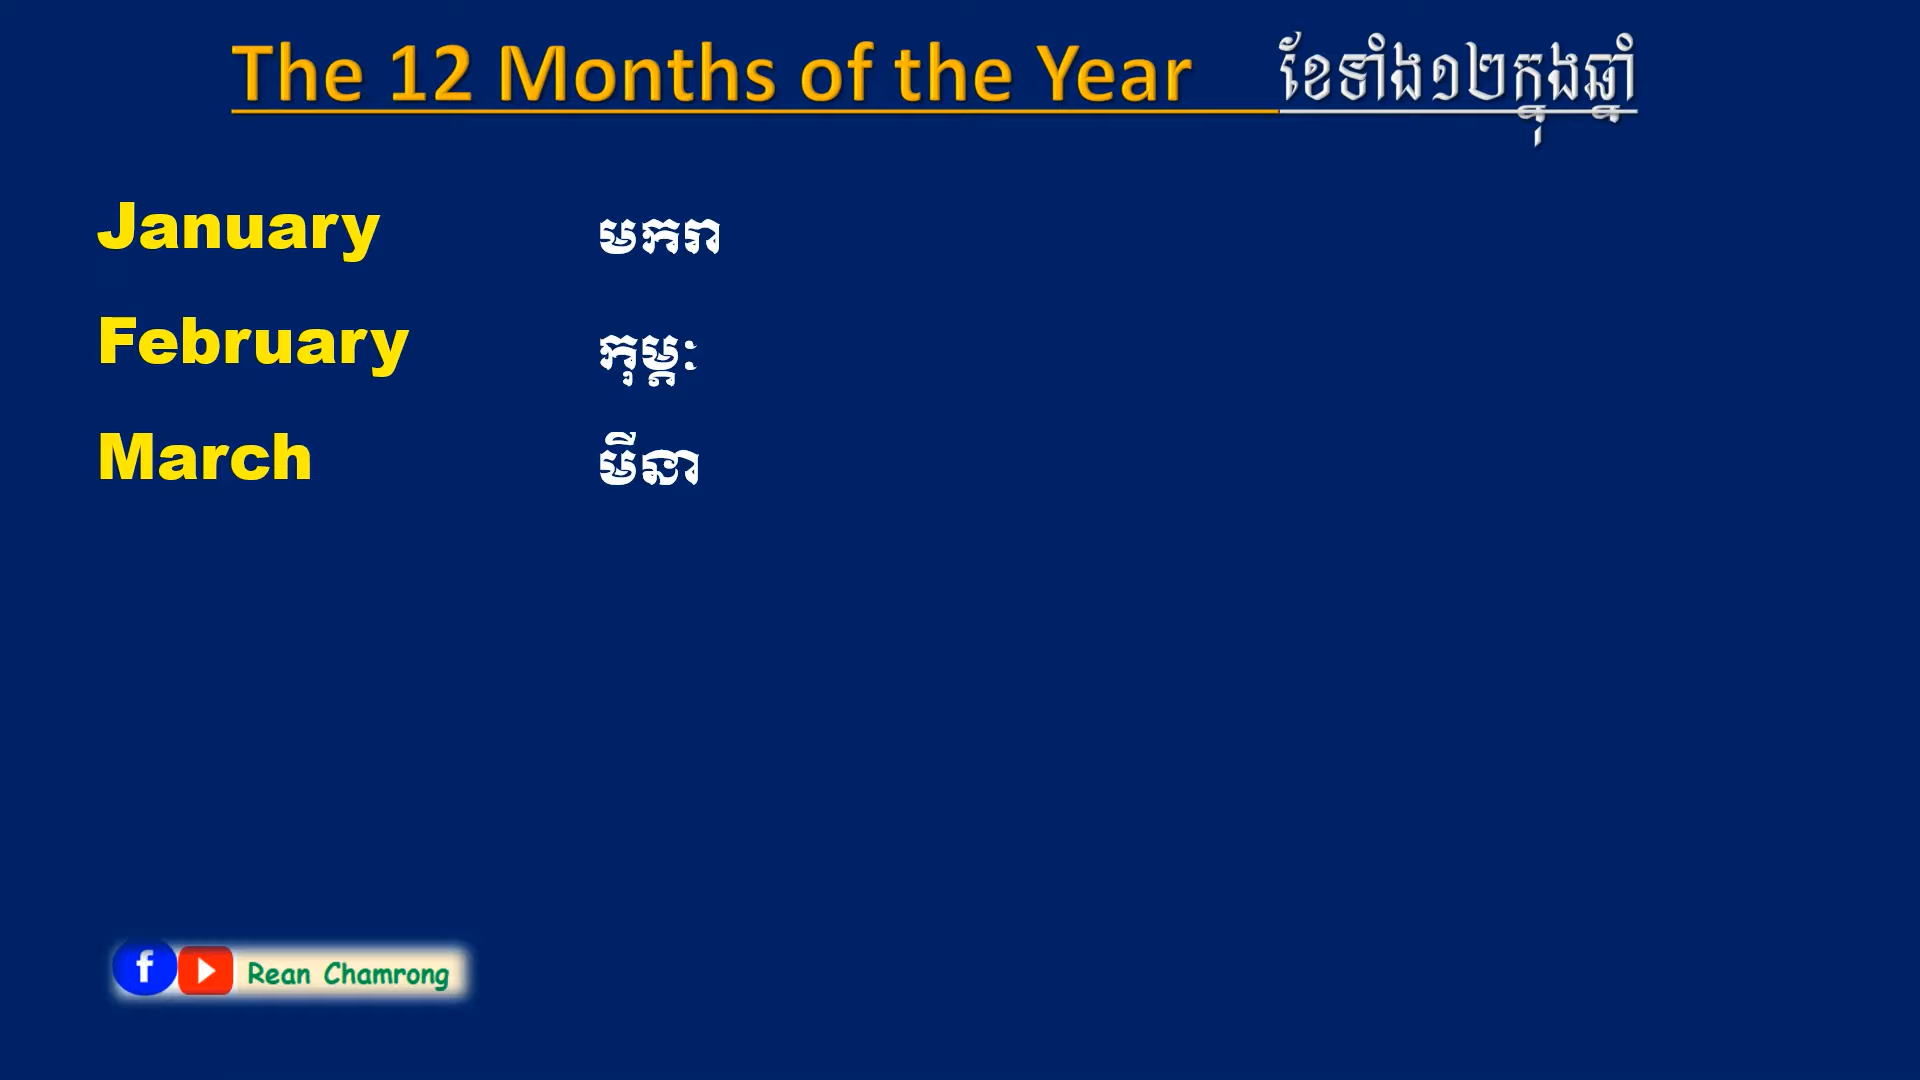 The 12 Months of the Year ខែទាំង១២ក្នុងឆ្នាំ
January មករា
February កុម្ភៈ
March មីនា
f Rean Chamrong